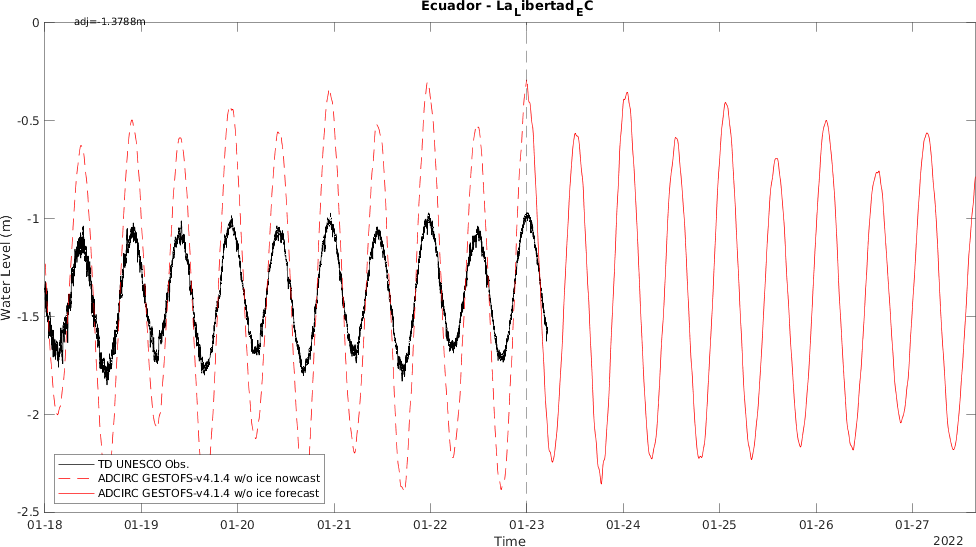 Ecuador - LaLibertadEC
adj=-1.3788m
0
-0.5
-1
-1.5
-2
-2.5
Water Level (m)
TD UNESCO Obs.
ADCIRC GESTOFS-v4.1.4 w/o ice nowcast
ADCIRC GESTOFS-v4.1.4 w/o ice forecast
01-18 01-19 01-20 01-21 01-22 01-23 01-24 01-25 01-26 01-27
Time
2022